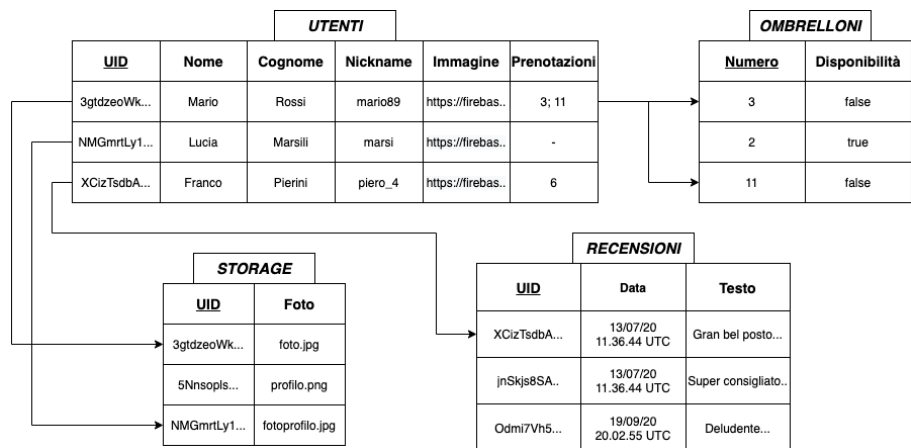 UTENTI
UID Nome Cognome Nickname Immagine Prenotazioni
3gtdzeoWk... Mario Rossi mario89 https://firebas.. 3; 11
NMGmrtLy1... Lucia Marsili marsi https://firebas.. -
XCizTsdbA... Franco Pierini piero_4 https://firebas.. 6
OMBRELLONI
Numero Disponibilità
3 false
2 true
11 false
STORAGE
UID Foto
3gtdzeoWk... foto.jpg
5Nnsopls... profilo.png
NMGmrtLy1... fotoprofilo.jpg
RECENSIONI
UID Data Testo
XCizTsdbA... 13/07/20 Gran bel posto...
11.36.44 UTC
jnSkjs8SA.. 13/07/20 Super consigliato..
11.36.44 UTC
Odmi7Vh5... 19/09/20 Deludente...
20.02.55 UTC